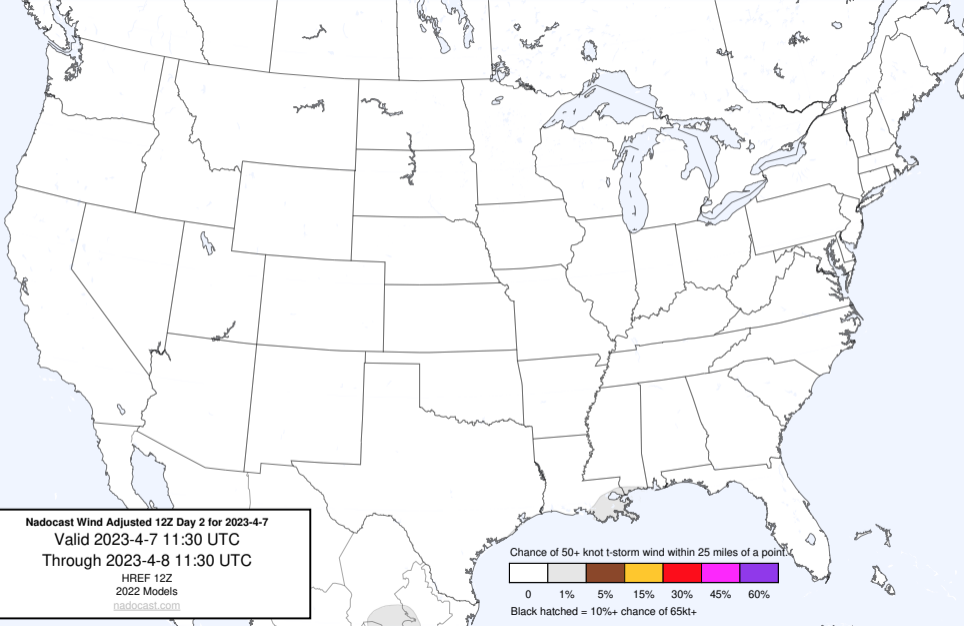 Nadocast Wind Adjusted 12Z Day 2 for 2023-4-7
Valid 2023-4-7 11:30 UTC
Through 2023-4-8 11:30 UTC
HREF 12Z
2022 Models
nadocast.com
Chance of 50+ knot t-storm wind within 25 miles of a point.
0 1% 5% 15% 30% 45% 60%
Black hatched = 10%+ chance of 65kt+